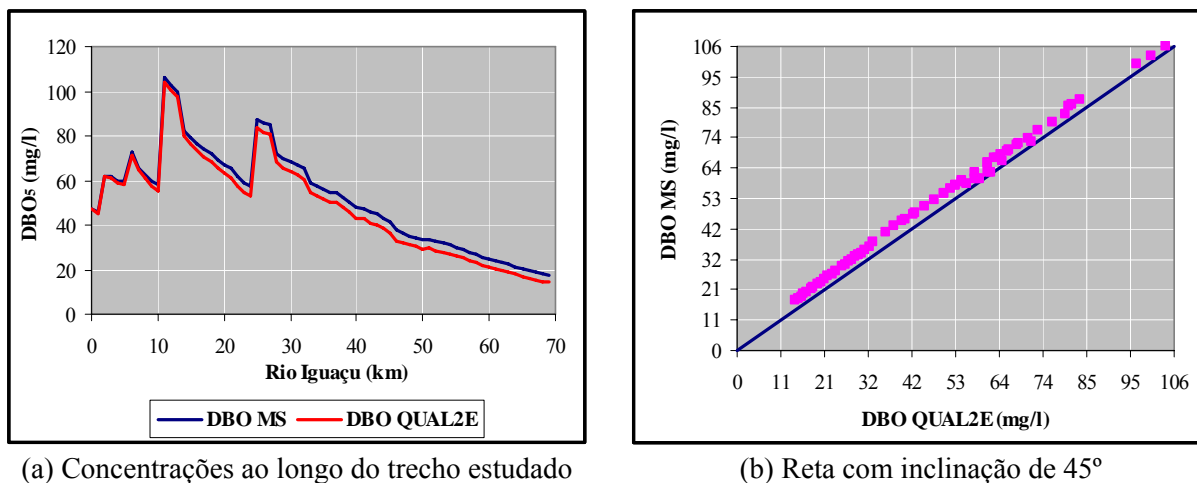 DBO5 (mg/l)
120
100
80
60
40
20
0
0 10 20 30 40 50 60 70
Rio Iguaçu (km)
DBO MS DBO QUAL2E
(a) Concentrações ao longo do trecho estudado
DBO MS (mg/l)
106
95
85
74
64
53
42
32
21
11
0
0 11 21 32 42 53 64 74 85 95 106
DBO QUAL2E (mg/l)
(b) Reta com inclinação de 45º